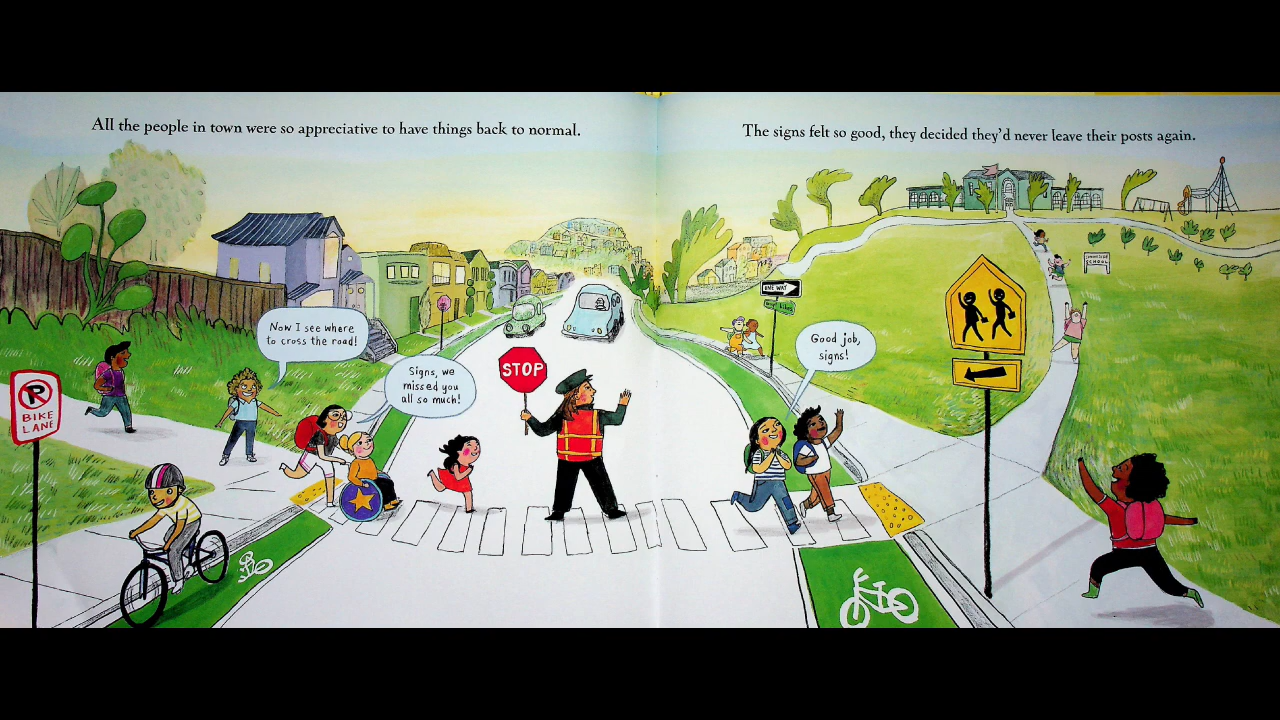 All the people in town were so appreciative to have things back to normal.
The signs felt so good, they decided they'd never leave their posts again.
Now I see where
to cross the road!
Signs, we
missed you
all so much!
Good job,
signs!
STOP
ONE WAY
P
BIKE
LANE
SCHOOL